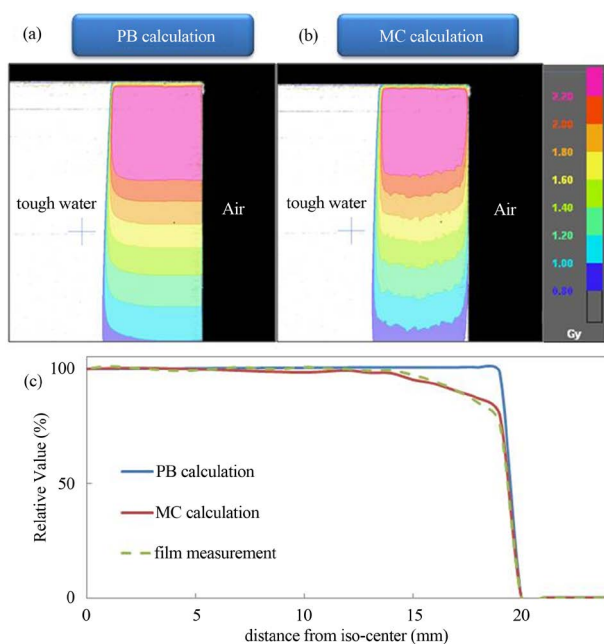 (a)
PB calculation
(b)
MC calculation
tough water
Air
tough water
Air
2.20
2.00
1.80
1.60
1.40
1.20
1.00
0.80
Gy
(c)
100
50
0
Relative Value (%)
PB calculation
MC calculation
film measurement
0
5
10
15
20
distance from iso-center (mm)